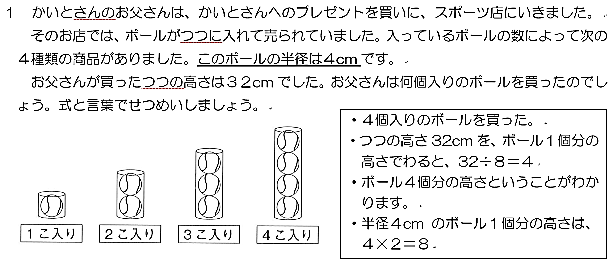 1　かいとさんのお父さんは、かいとさんへのプレゼントを買いに、スポーツ店にいきました。
そのお店では、ボールがつつに入れて売られていました。入っているボールの数によって次の
４種類の商品がありました。このボールの半径は４cmです。
お父さんが買ったつつの高さは３２cmでした。お父さんは何個入りのボールを買ったのでし
ょう。式と言葉でせつめいしましょう。
・４個入りのボールを買った。
・つつの高さ32cmを、ボール１個分の
高さでわると、32÷8＝4
・ボール４個分の高さということがわか
ります。
・半径４cm のボール１個分の高さは、
4×2＝8
１こ入り
２こ入り
３こ入り
４こ入り